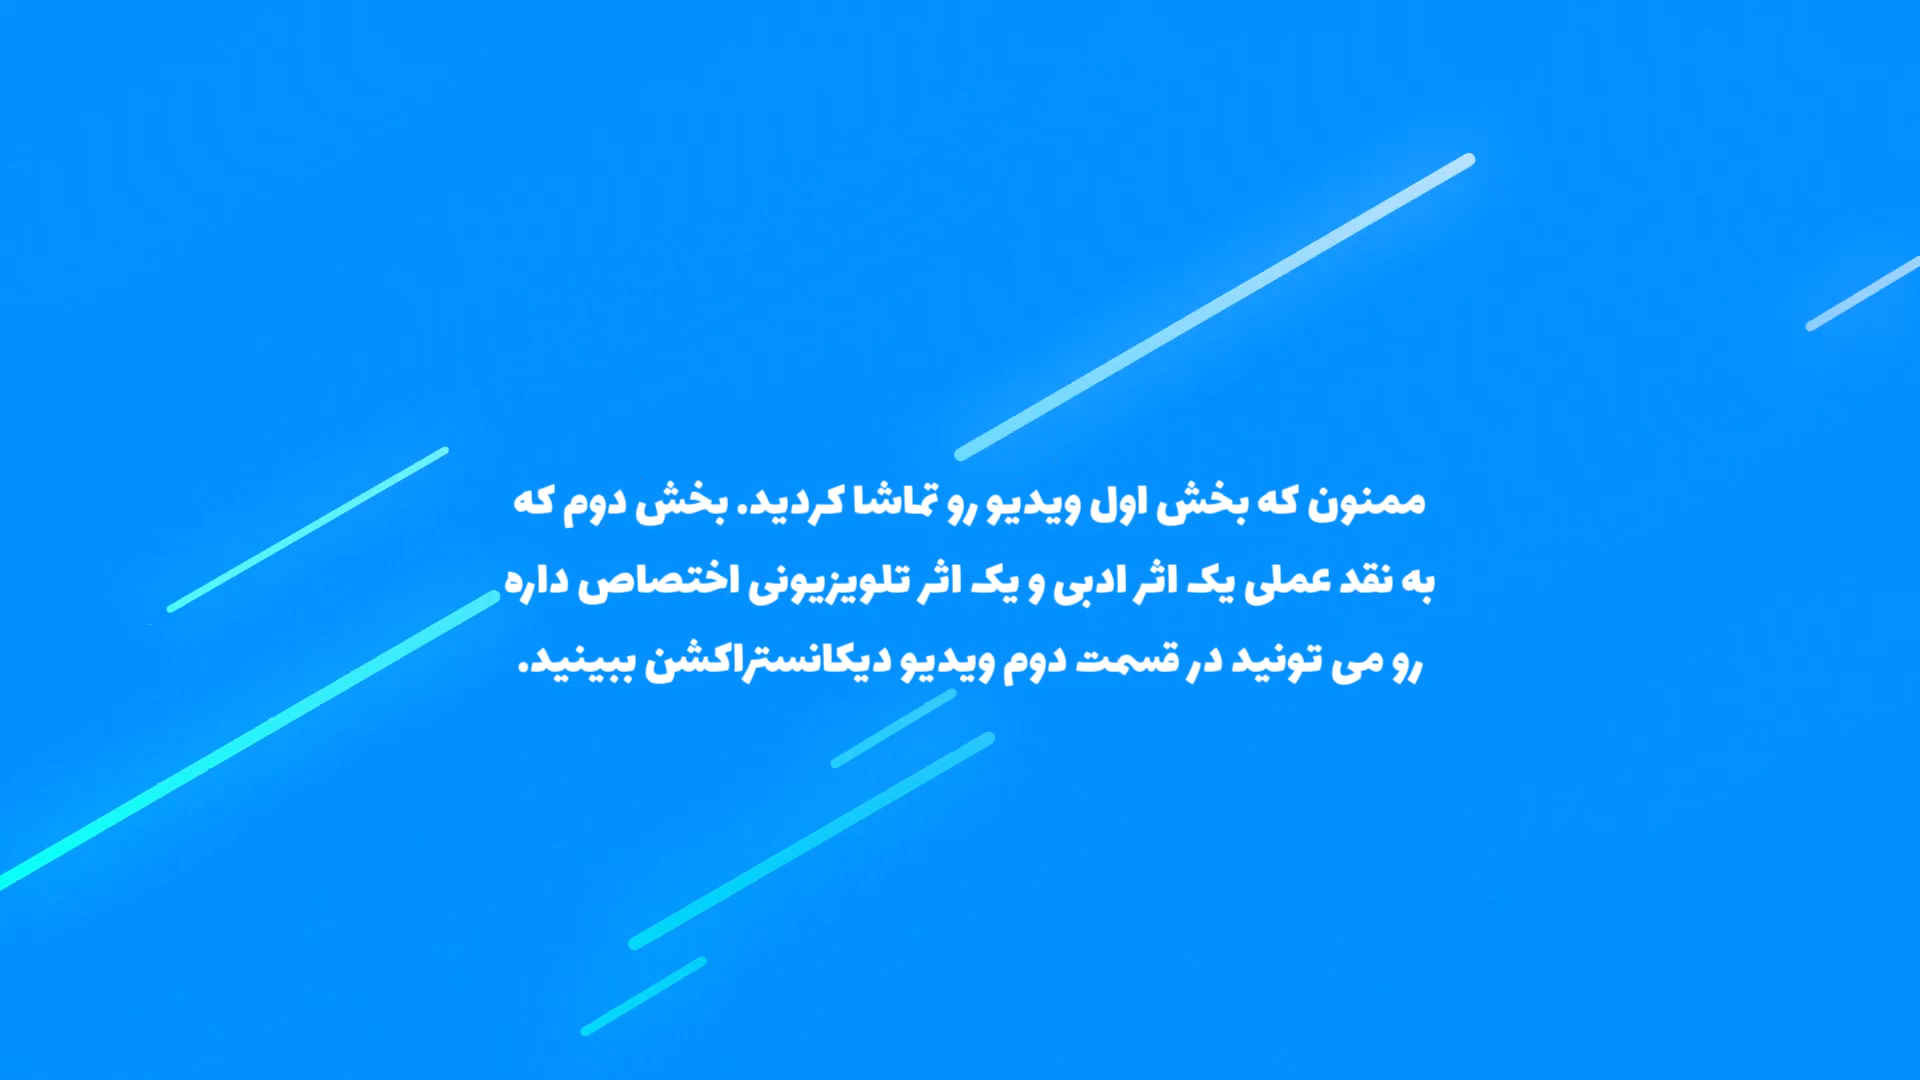 ممنون که بخش اول ویدیو رو تماشا کردید. بخش دوم که
به نقد عملی یک اثر ادبی و یک اثر تلویزیونی اختصاص داره
رو می تونید در قسمت دوم ویدیو دیکانستراکشن ببینید.